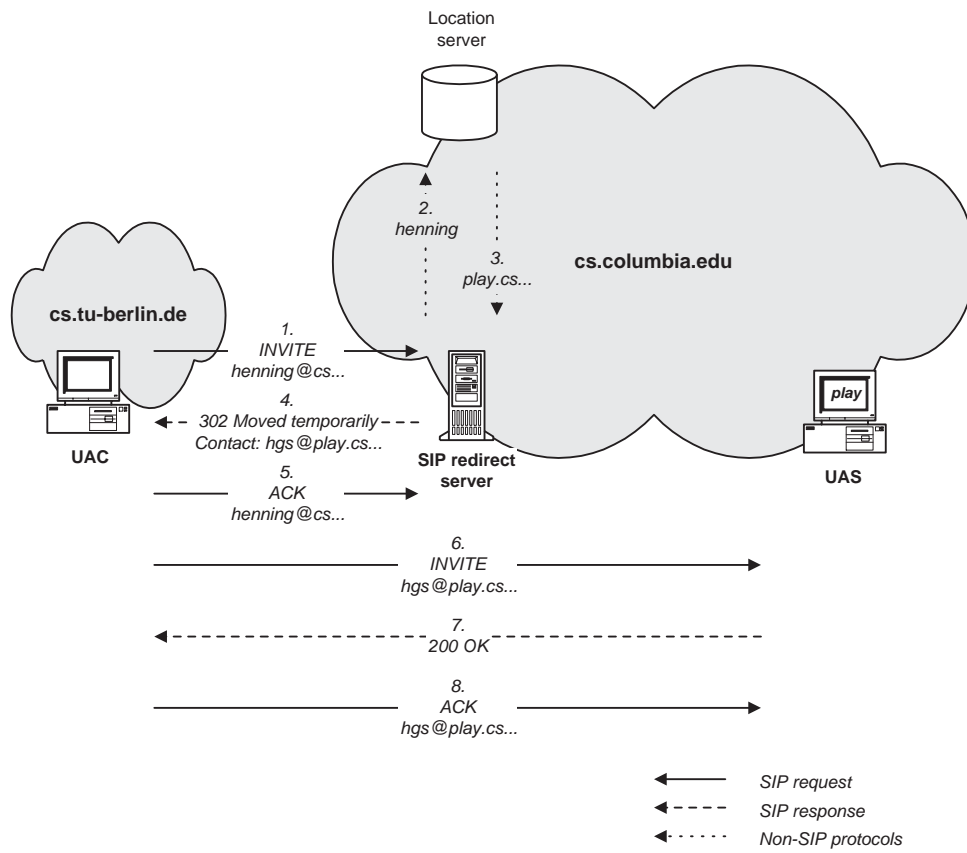 Location
server
2.
henning
3.
play.cs...
cs.columbia.edu
cs.tu-berlin.de
1.
INVITE
henning@cs...
4.
302 Moved temporarily
Contact: hgs@play.cs...
play
UAC
SIP redirect
server
UAS
5.
ACK
henning@cs...
6.
INVITE
hgs@play.cs...
7.
200 OK
8.
ACK
hgs@play.cs...
SIP request
SIP response
Non-SIP protocols